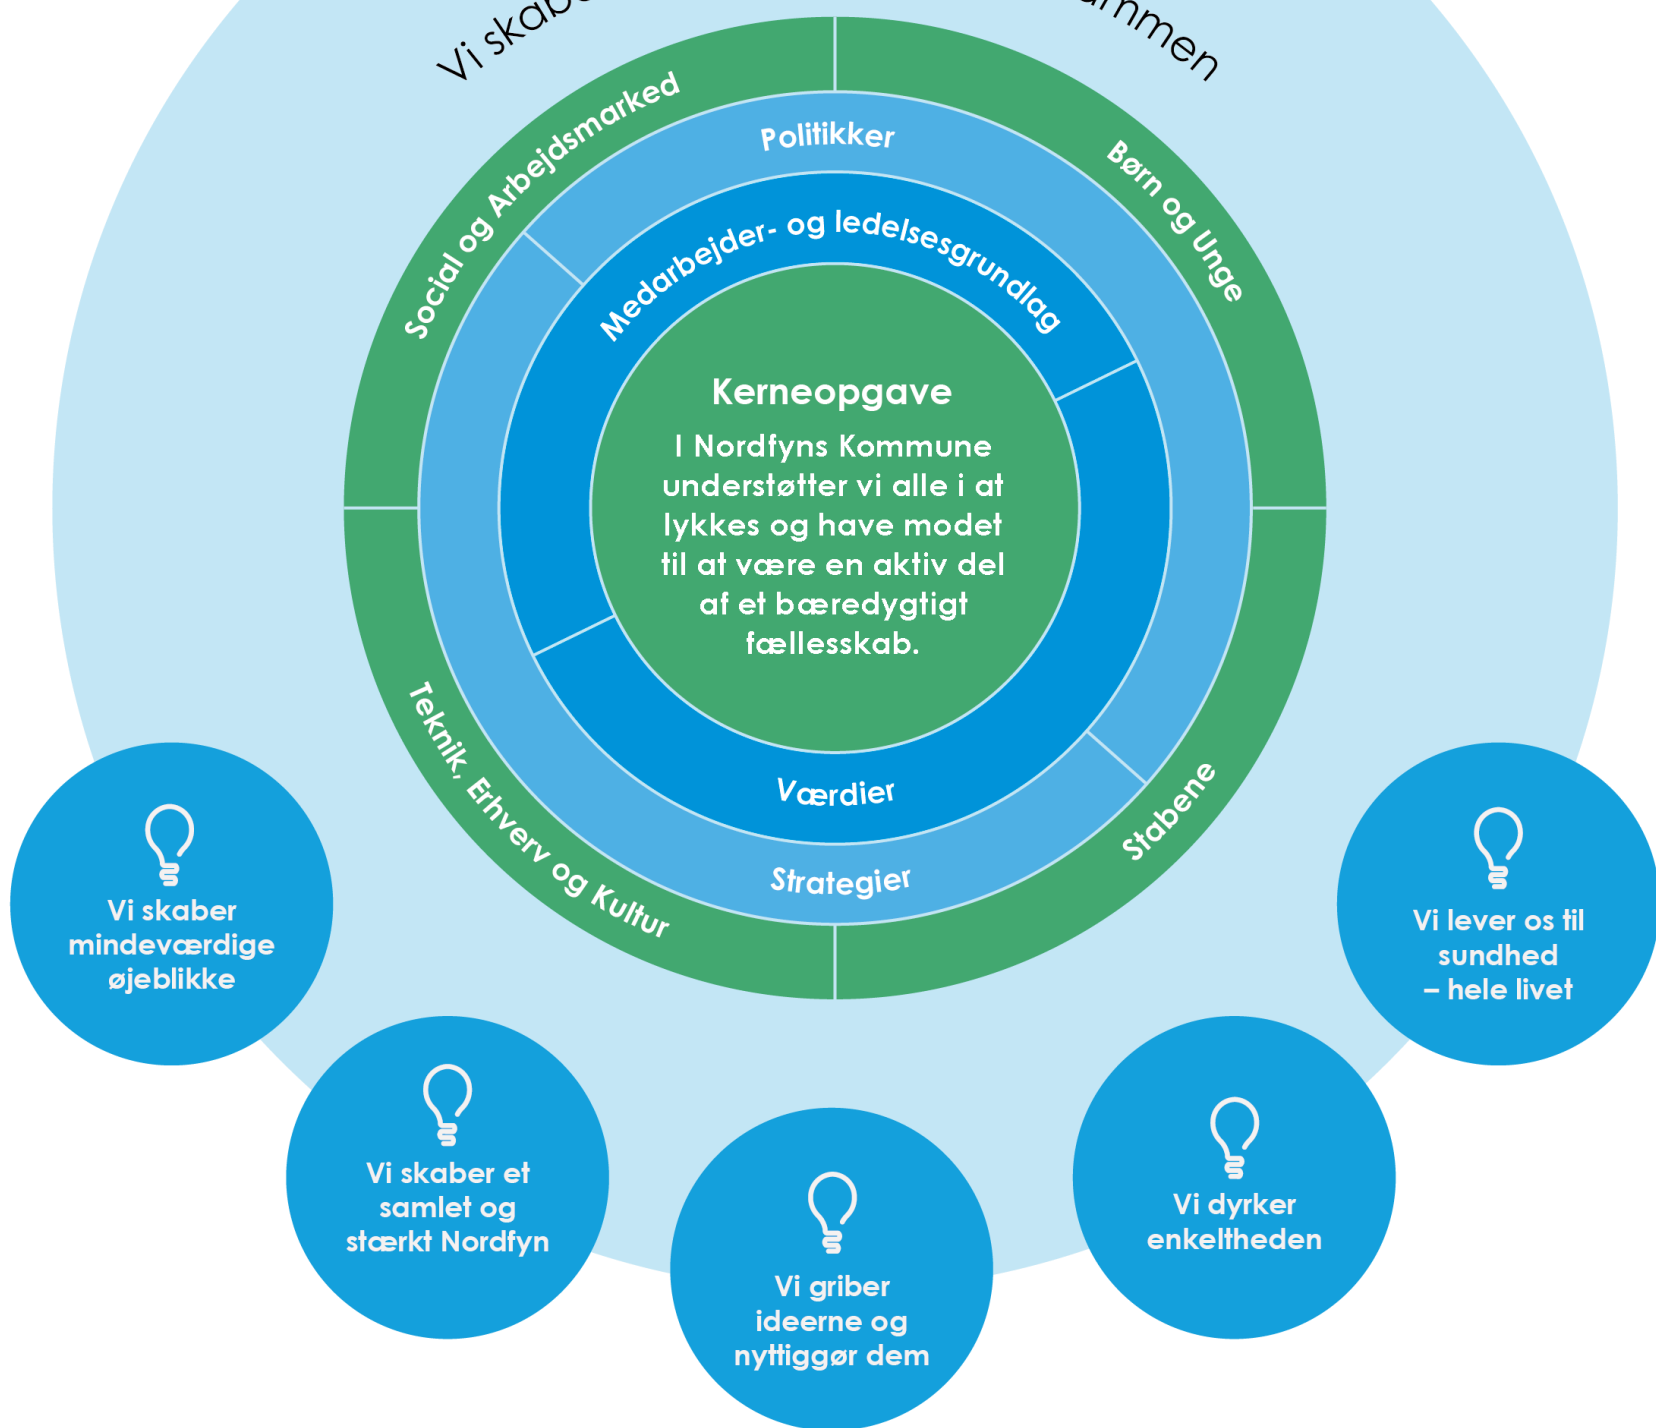 Vi skabe
mmen
Social og Arbejdsmarked
Børn og Unge
Politikker
Medarbejder- og ledelsesgrundlag
Kerneopgave
I Nordfyns Kommune
understøtter vi alle i at
lykkes og have modet
til at være en aktiv del
af et bæredygtigt
fællesskab.
Værdier
Strategier
Teknik, Erhverv og Kultur
Stabene
Vi skaber
mindeværdige
øjeblikke
Vi skaber et
samlet og
stærkt Nordfyn
Vi griber
ideerne og
nyttiggør dem
Vi dyrker
enkeltheden
Vi lever os til
sundhed
– hele livet